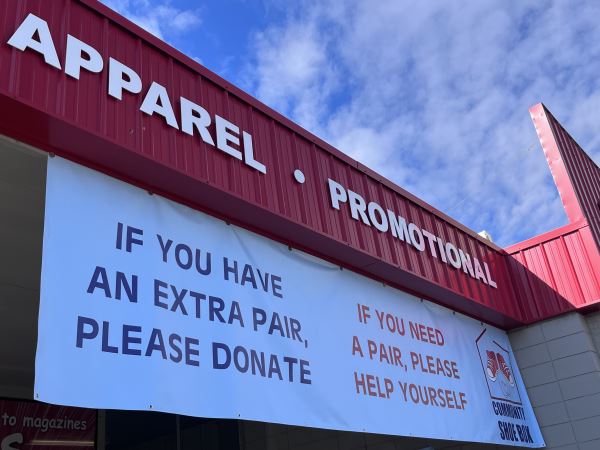 APPAREL • PROMOTIONAL
IF YOU HAVE
AN EXTRA PAIR,
PLEASE DONATE
IF YOU NEED
A PAIR, PLEASE
HELP YOURSELF
COMMUNITY
SHOE BOX
to magazines